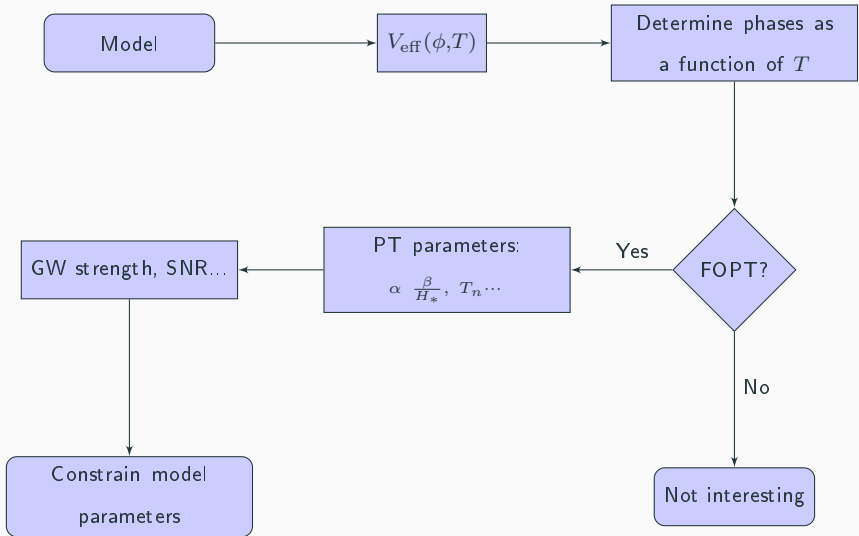 Model
V_eff(ϕ,T)
Determine phases as
a function of T
FOPT?
Yes
PT parameters:
α β/H_*, T_n...
GW strength, SNR...
No
Constrain model
parameters
Not interesting